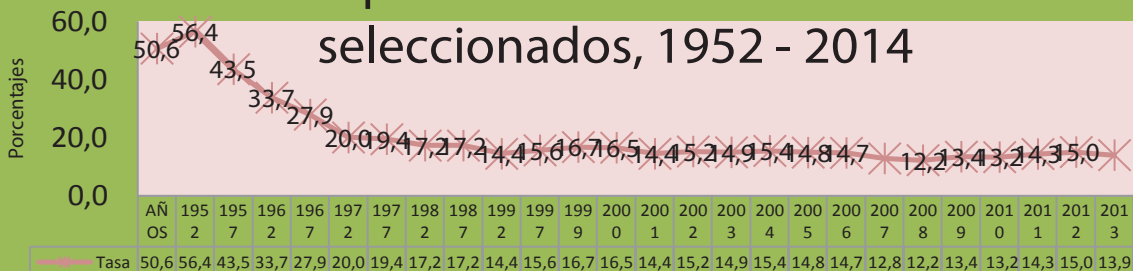 seleccionados, 1952 - 2014
Porcentajes
60,0
40,0
20,0
0,0
50,6 56,4 43,5 33,7 27,9 20,0 19,4 17,2 17,2 14,4 15,6 16,7 16,5 14,4 15,2 14,9 15,4 14,8 14,7 12,2 13,4 13,2 14,3 15,0
AÑOS 1952 1957 1962 1967 1972 1977 1982 1987 1992 1997 1999 2000 2001 2002 2003 2004 2005 2006 2007 2008 2009 2010 2011 2012 2013
Tasa 50,6 56,4 43,5 33,7 27,9 20,0 19,4 17,2 17,2 14,4 15,6 16,7 16,5 14,4 15,2 14,9 15,4 14,8 14,7 12,8 12,2 13,4 13,2 14,3 15,0 13,9